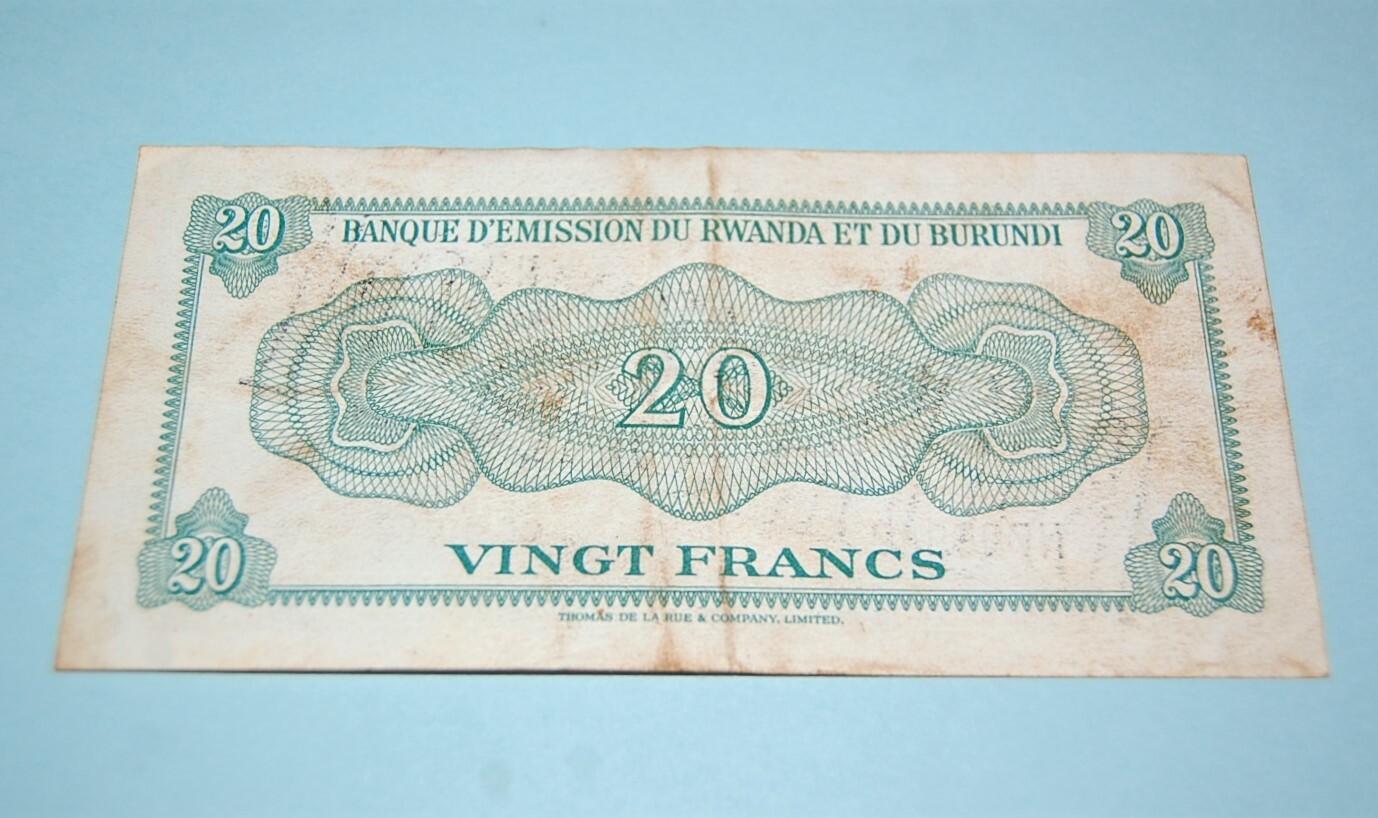 20 BANQUE D'EMISSION DU RWANDA ET DU BURUNDI 20
20
20 VINGT FRANCS 20
THOMAS DE LA RUE & COMPANY, LIMITED.